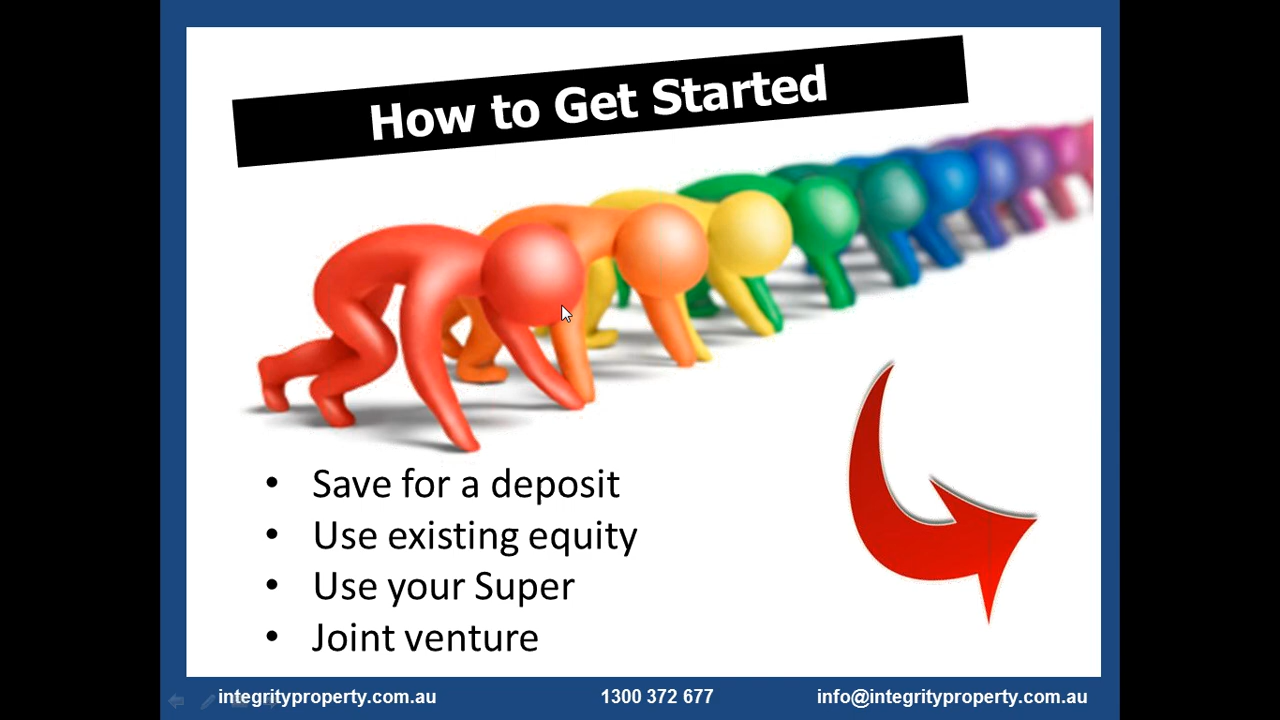 How to Get Started
• Save for a deposit
• Use existing equity
• Use your Super
• Joint venture
integrityproperty.com.au 1300 372 677 info@integrityproperty.com.au